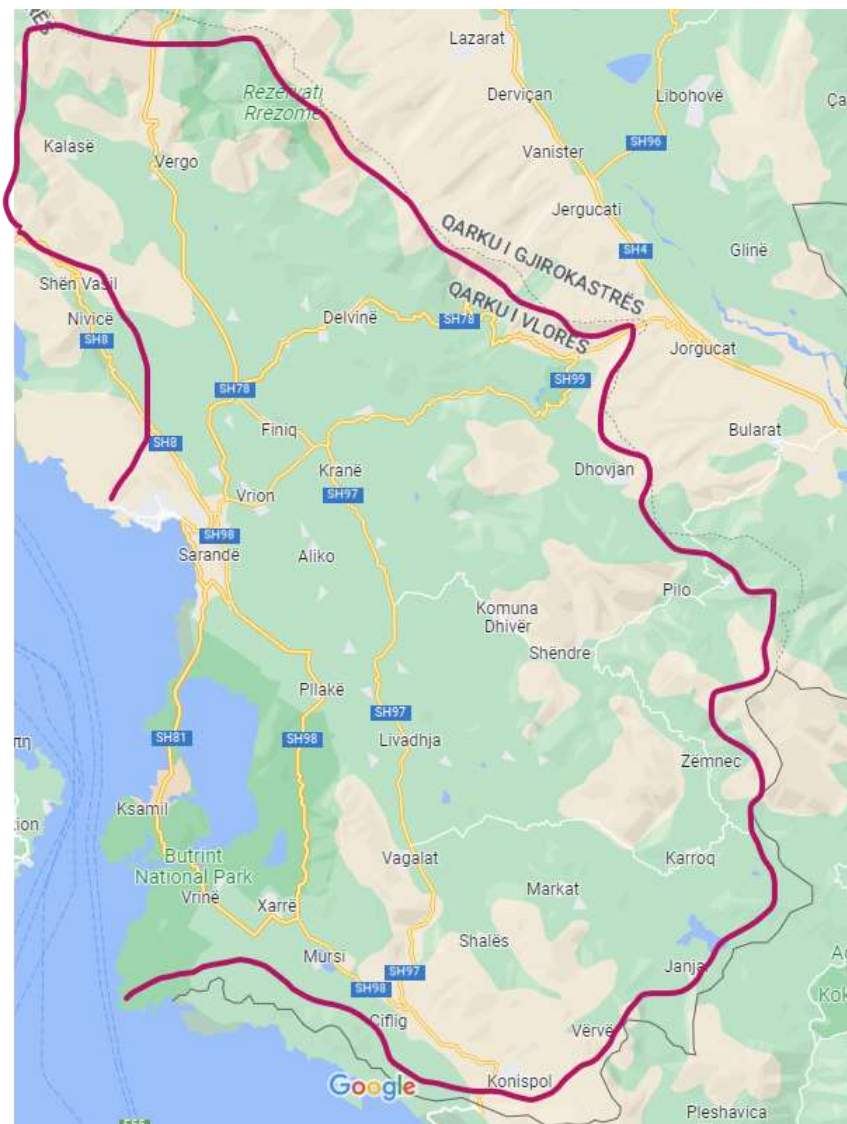 Lazarat
Derviçan
Libohovë
Rezervati
Rrezome
Vanister
SH96
Kalasë
Vergo
Jergucati
QARKU I GJIROKASTRËS
SH4
Glinë
Shën Vasil
QARKU I VLORËS
Nivicë
Delvinë
SH78
SH8
Jorgucat
SH99
SH78
Finiq
Bularat
SH8
Kranë
Dhovjan
Vrion
SH97
SH98
Sarandë
Aliko
Pilo
Komuna
Dhivër
Shëndre
Pllakë
SH97
SH81
SH98
Livadhja
Zëmnec
Ksamil
Butrint
National Park
Vagalat
Karroq
Vrinë
Xarrë
Markat
Mursi
Shalës
SH97
Janja
SH98
Ciflig
Vërvë
Google
Konispol
Pleshavica